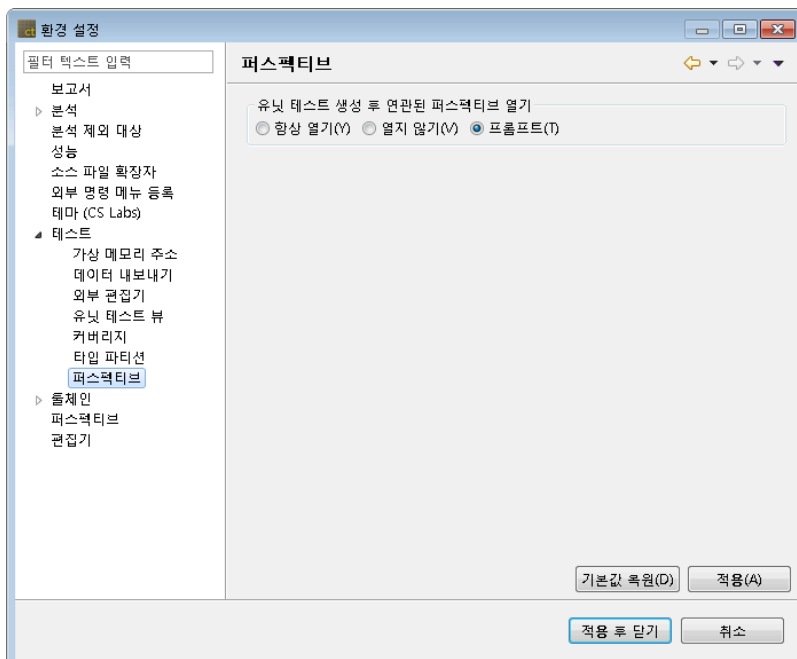 ct 환경 설정
필터 텍스트 입력
보고서
분석
분석 제외 대상
성능
소스 파일 확장자
외부 명령 메뉴 등록
테마 (CS Labs)
테스트
가상 메모리 주소
데이터 내보내기
외부 편집기
유닛 테스트 뷰
커버리지
타입 파티션
퍼스펙티브
툴체인
퍼스펙티브
편집기
퍼스펙티브
유닛 테스트 생성 후 연관된 퍼스펙티브 열기
항상 열기(Y) 열지 않기(V) 프롬프트(T)
기본값 복원(D) 적용(A)
적용 후 닫기 취소